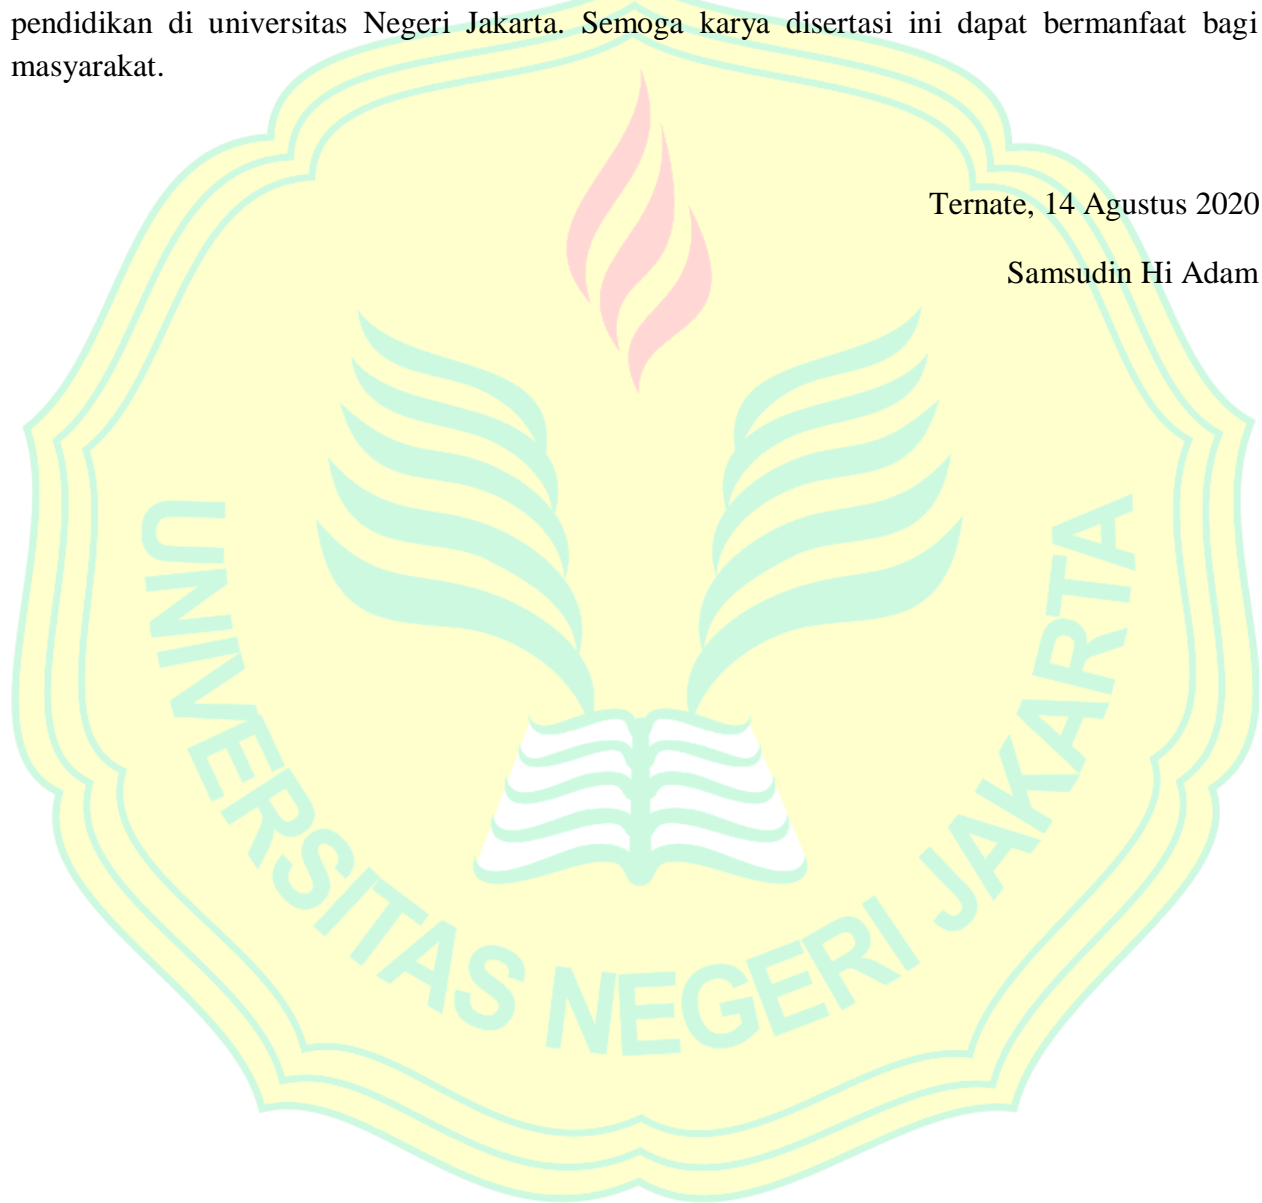 pendidikan di universitas Negeri Jakarta. Semoga karya disertasi ini dapat bermanfaat bagi
masyarakat.
Ternate, 14 Agustus 2020
Samsudin Hi Adam
UNIVERSITAS NEGERI JAKARTA